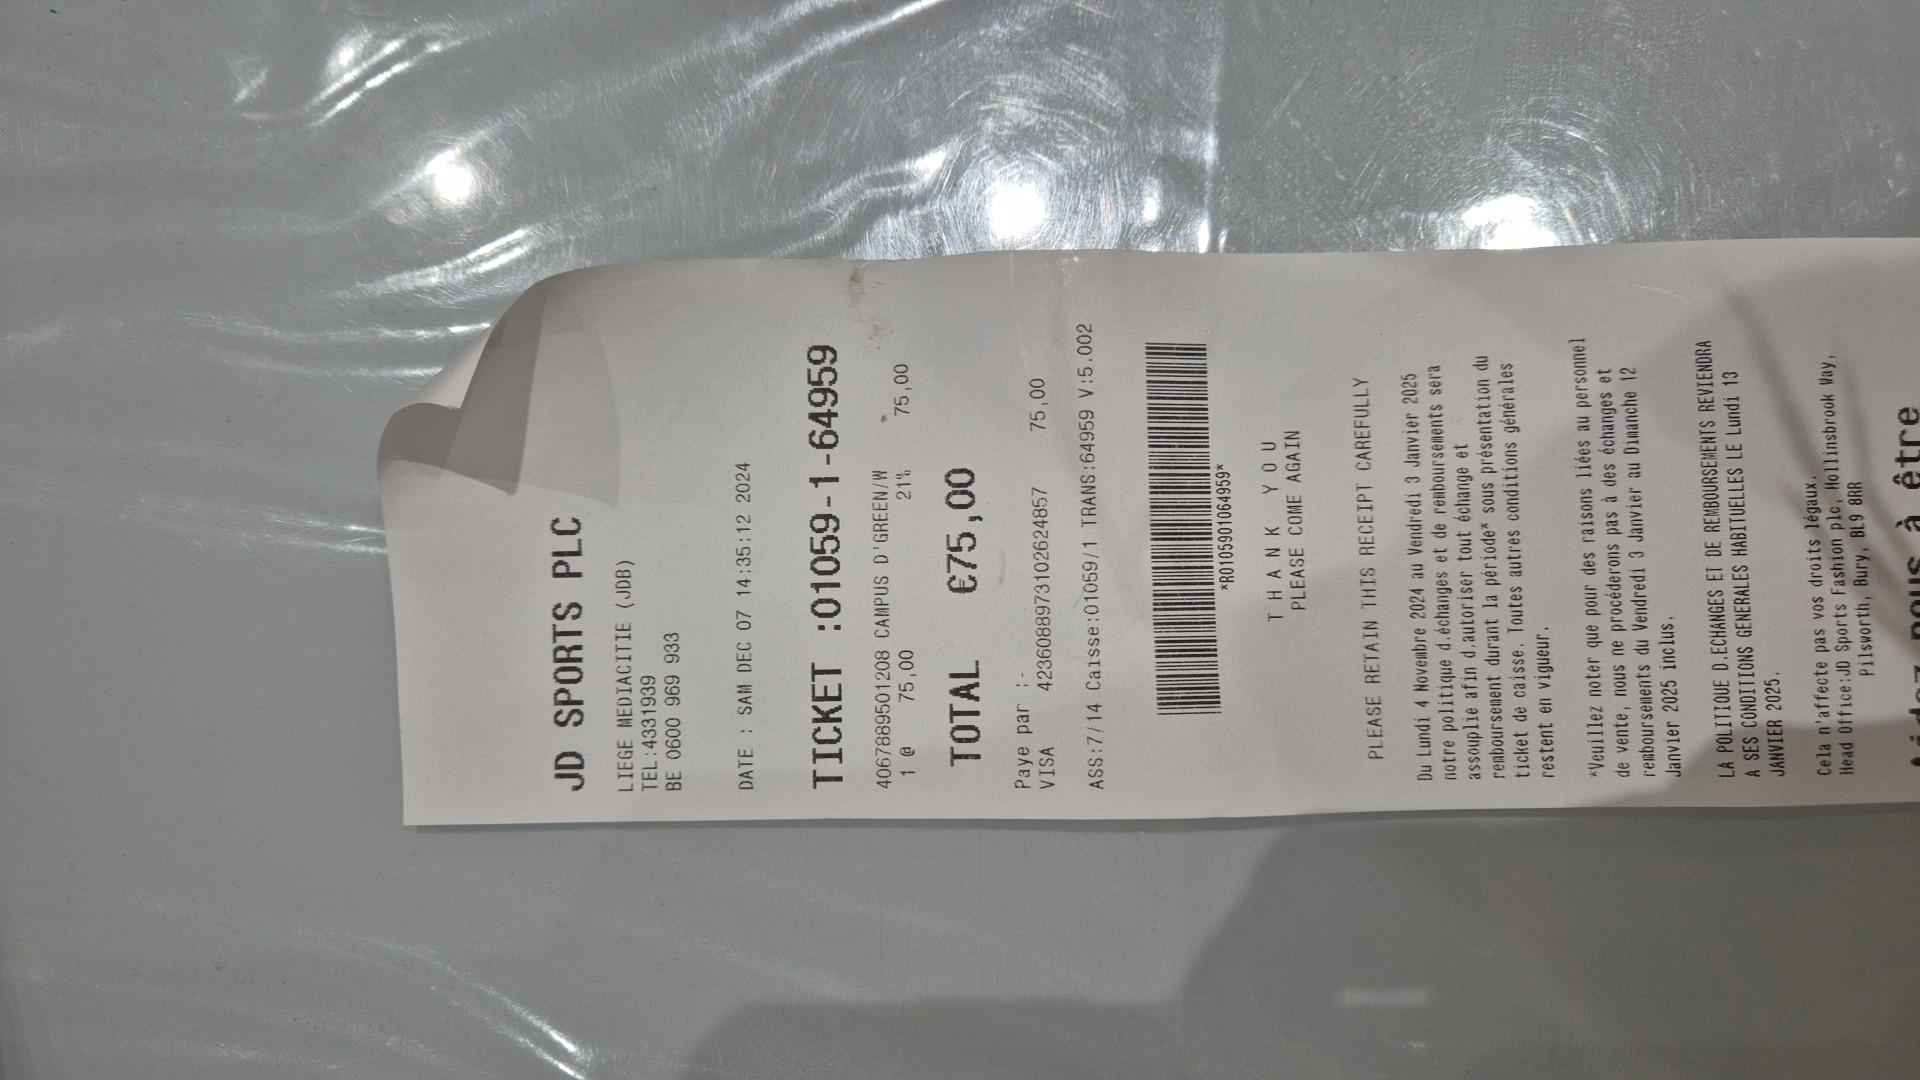 JD SPORTS PLC
LIEGE MEDIACITIE (JDB)
TEL:4331939
BE 0600 969 933
DATE : SAM DEC 07 14:35:12 2024
TICKET :01059-1-64959
4067889501208 CAMPUS D'GREEN/W
1 @ 75,00 21% 75,00
TOTAL €75,00
Paye par :-
VISA 4236088973102624857 75,00
ASS:7/14 Caisse:01059/1 TRANS:64959 V:5.002
*R0105901064959*
T H A N K Y O U
PLEASE COME AGAIN
PLEASE RETAIN THIS RECEIPT CAREFULLY
Du Lundi 4 Novembre 2024 au Vendredi 3 Janvier 2025
notre politique d.échanges et de remboursements sera
assouplie afin d.autoriser tout échange et
remboursement durant la période* sous présentation du
ticket de caisse. Toutes autres conditions générales
restent en vigueur.
*Veuillez noter que pour des raisons liées au personnel
de vente, nous ne procéderons pas à des échanges et
remboursements du Vendredi 3 Janvier au Dimanche 12
Janvier 2025 inclus.
LA POLITIQUE D.ECHANGES ET DE REMBOURSEMENTS REVIENDRA
A SES CONDITIONS GENERALES HABITUELLES LE Lundi 13
JANVIER 2025.
Cela n'affecte pas vos droits légaux.
Head Office:JD Sports Fashion plc, Hollinsbrook Way,
Pilsworth, Bury, BL9 8RR
nous à être